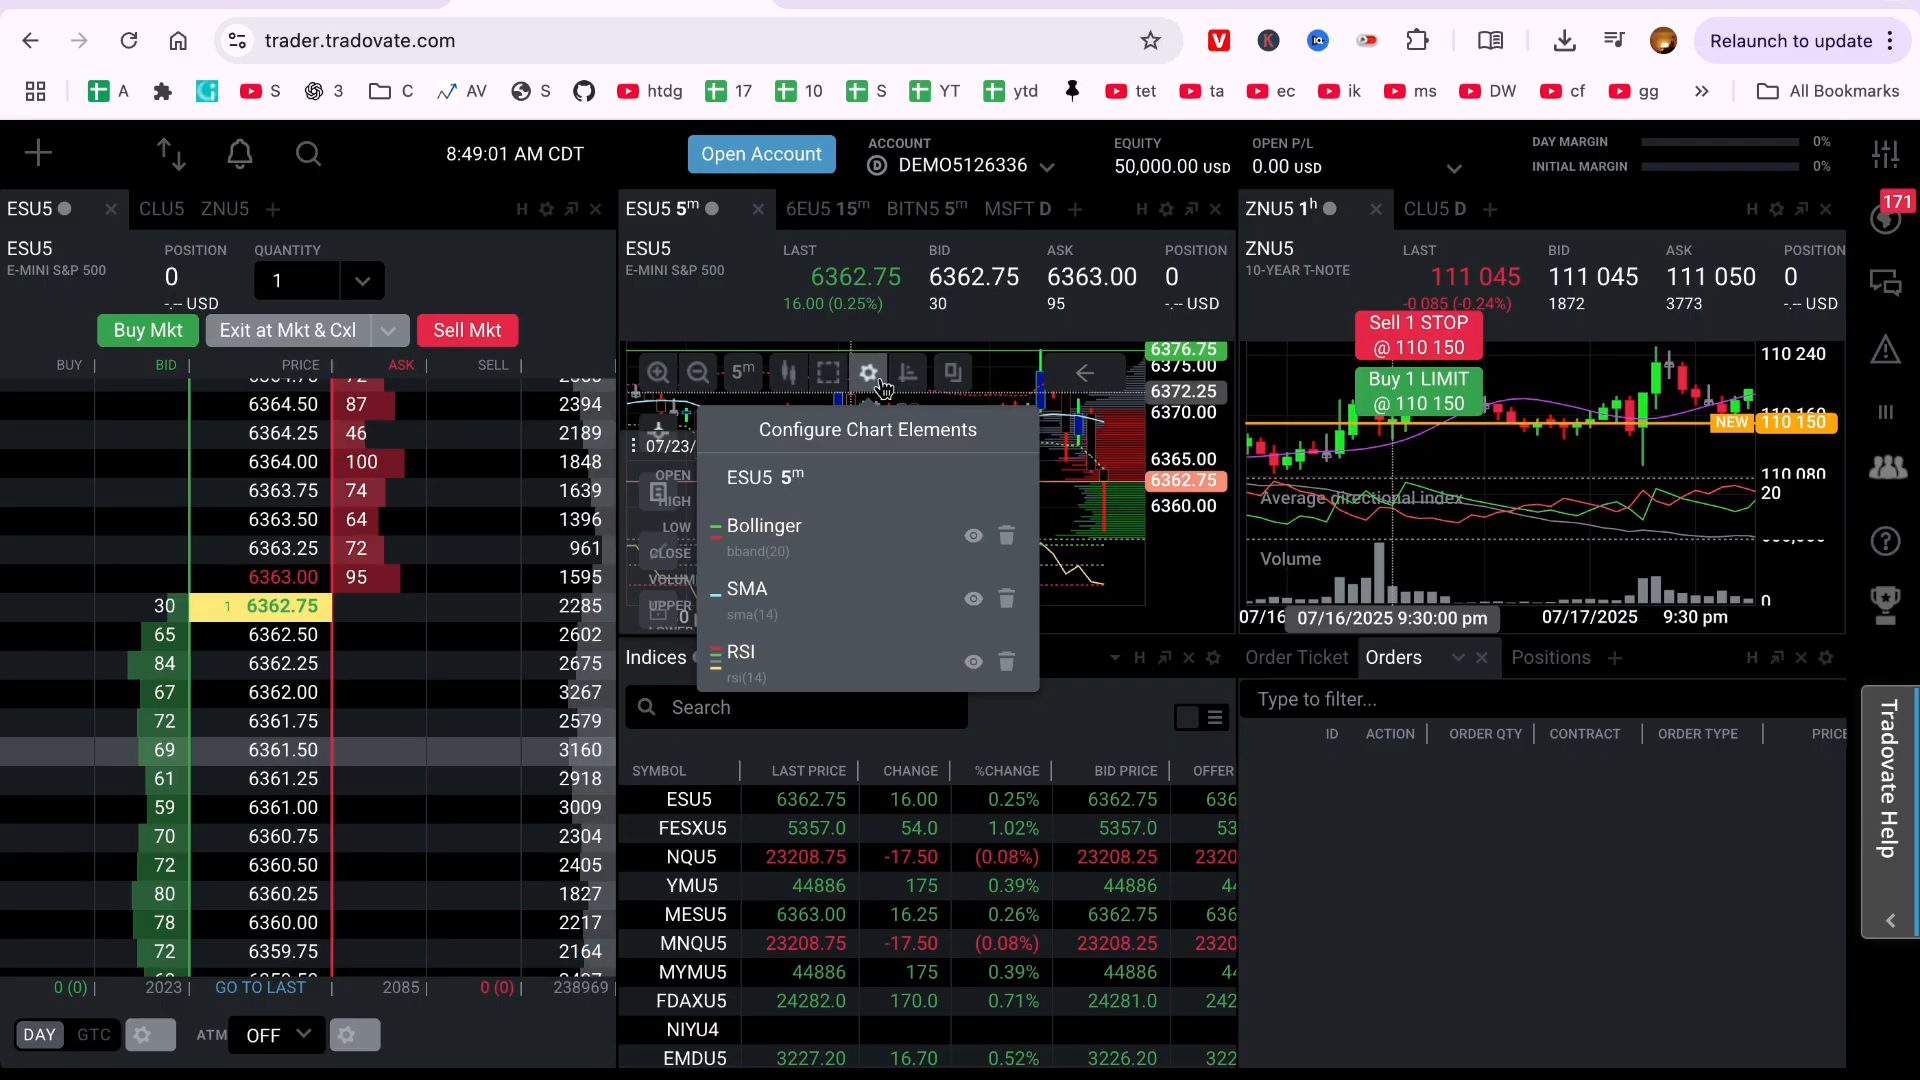 trader.tradovate.com
Relaunch to update
A S 3 C AV S htdg 17 10 S YT ytd tet ta ec ik ms DW cf gg » All Bookmarks
8:49:01 AM CDT
Open Account
ACCOUNT
DEMO5126336
EQUITY
50,000.00 USD
OPEN P/L
0.00 USD
DAY MARGIN 0%
INITIAL MARGIN 0%
171
ESU5 CLU5 ZNU5 H
ESU5
E-MINI S&P 500
POSITION
0
-.-- USD
QUANTITY
1
Buy Mkt Exit at Mkt & Cxl Sell Mkt
BUY BID PRICE ASK SELL
6364.50 87 2394
6364.25 46 2189
6364.00 100 1848
6363.75 74 1639
6363.50 64 1396
6363.25 72 961
6363.00 95 1595
30 1 6362.75 2285
65 6362.50 2602
84 6362.25 2675
67 6362.00 3267
72 6361.75 2579
69 6361.50 3160
61 6361.25 2918
59 6361.00 3009
70 6360.75 2304
72 6360.50 2405
80 6360.25 1827
78 6360.00 2217
72 6359.75 2164
0 (0) 2023 GO TO LAST 2085 0 (0) 238969
DAY GTC ATM OFF
ESU5 5m 6EU5 15m BITN5 5m MSFT D H
ESU5
E-MINI S&P 500
LAST
6362.75
16.00 (0.25%)
BID
6362.75
30
ASK
6363.00
95
POSITION
0
-.-- USD
5m
6376.75
6375.00
6372.25
6370.00
6365.00
6362.75
6360.00
07/23/
OPEN
HIGH
LOW
CLOSE
VOLUM
UPPER
Configure Chart Elements
ESU5 5m
Bollinger
bband(20)
SMA
sma(14)
RSI
rsi(14)
Indices H
Search
SYMBOL LAST PRICE CHANGE %CHANGE BID PRICE OFFER
ESU5 6362.75 16.00 0.25% 6362.75 636
FESXU5 5357.0 54.0 1.02% 5357.0 53
NQU5 23208.75 -17.50 (0.08%) 23208.25 2320
YMU5 44886 175 0.39% 44886 44
MESU5 6363.00 16.25 0.26% 6362.75 636
MNQU5 23208.75 -17.50 (0.08%) 23208.25 2320
MYMU5 44886 175 0.39% 44886 44
FDAXU5 24282.0 170.0 0.71% 24281.0 242
NIYU4
EMDU5 3227.20 16.70 0.52% 3226.20 322
ZNU5 1h CLU5 D H
ZNU5
10-YEAR T-NOTE
LAST
111 045
-0 085 (-0.24%)
BID
111 045
1872
ASK
111 050
3773
POSITION
0
-.-- USD
Sell 1 STOP
@ 110 150
Buy 1 LIMIT
@ 110 150
110 240
NEW 110 150
110 080
Average directional index
20
Volume
0
07/16 07/16/2025 9:30:00 pm 07/17/2025 9:30 pm
Order Ticket Orders Positions H
Type to filter...
ID ACTION ORDER QTY CONTRACT ORDER TYPE PRICE
Tradovate Help